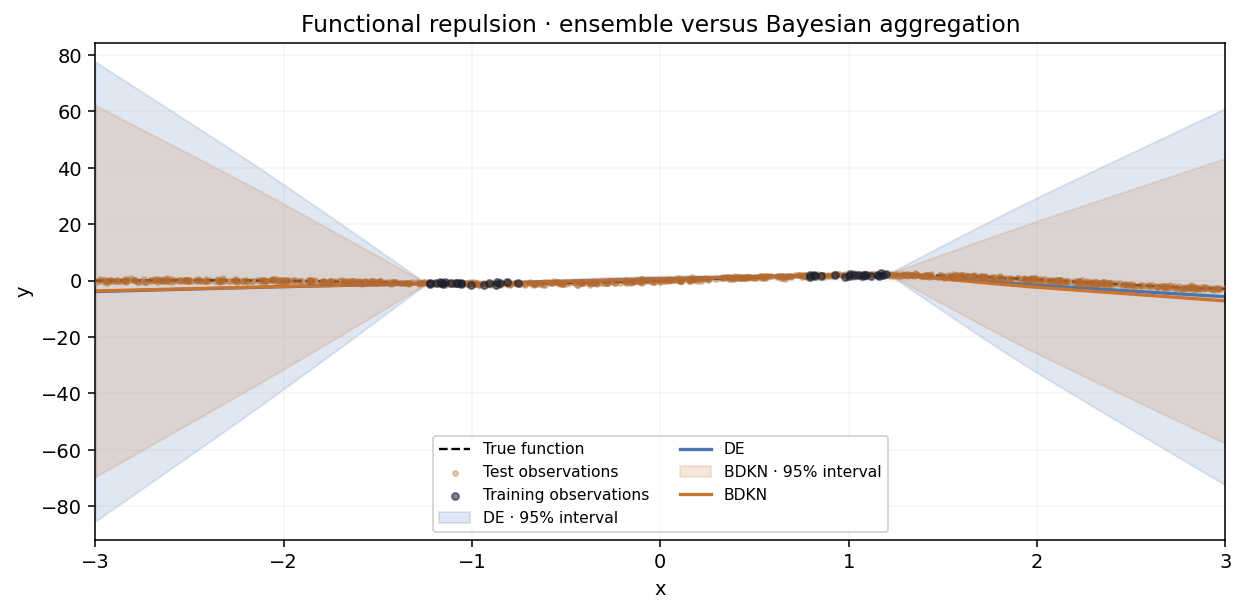 Functional repulsion · ensemble versus Bayesian aggregation
80
60
40
20
0
−20
−40
−60
−80
y
True function
Test observations
Training observations
DE · 95% interval
DE
BDKN · 95% interval
BDKN
−3
−2
−1
0
1
2
3
x